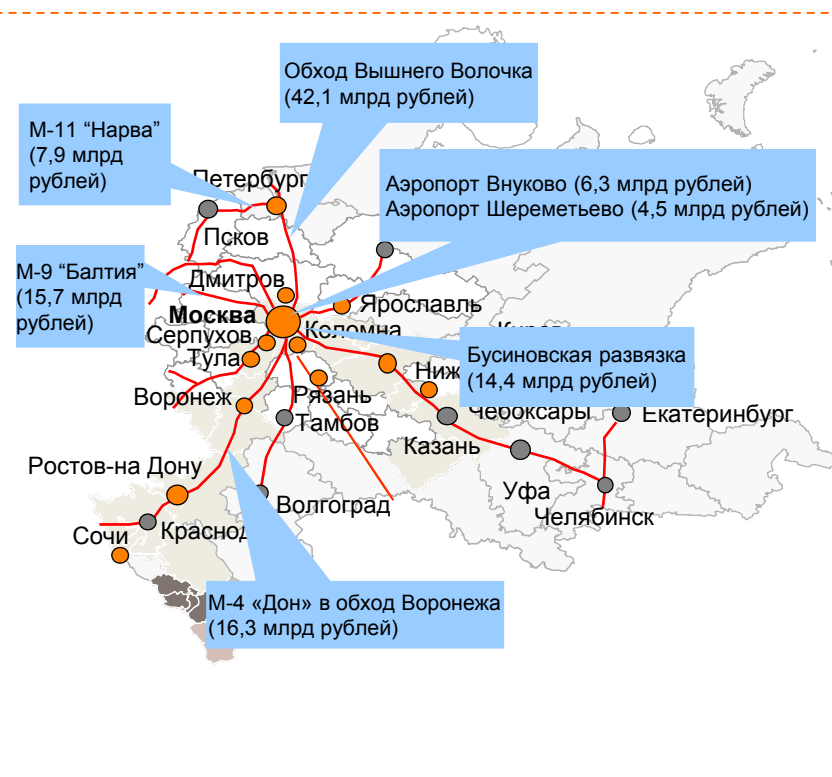 Обход Вышнего Волочка
(42,1 млрд рублей)
М-11 “Нарва”
(7,9 млрд
рублей)
Петербург
Аэропорт Внуково (6,3 млрд рублей)
Аэропорт Шереметьево (4,5 млрд рублей)
Псков
М-9 “Балтия”
(15,7 млрд
рублей)
Дмитров
Ярославль
Москва
Коломна
Серпухов
Тула
Бусиновская развязка
(14,4 млрд рублей)
Ниж
Воронеж
Рязань
Чебоксары
Екатеринбург
Тамбов
Казань
Ростов-на Дону
Уфа
Волгоград
Челябинск
Сочи
Краснод
М-4 «Дон» в обход Воронежа
(16,3 млрд рублей)